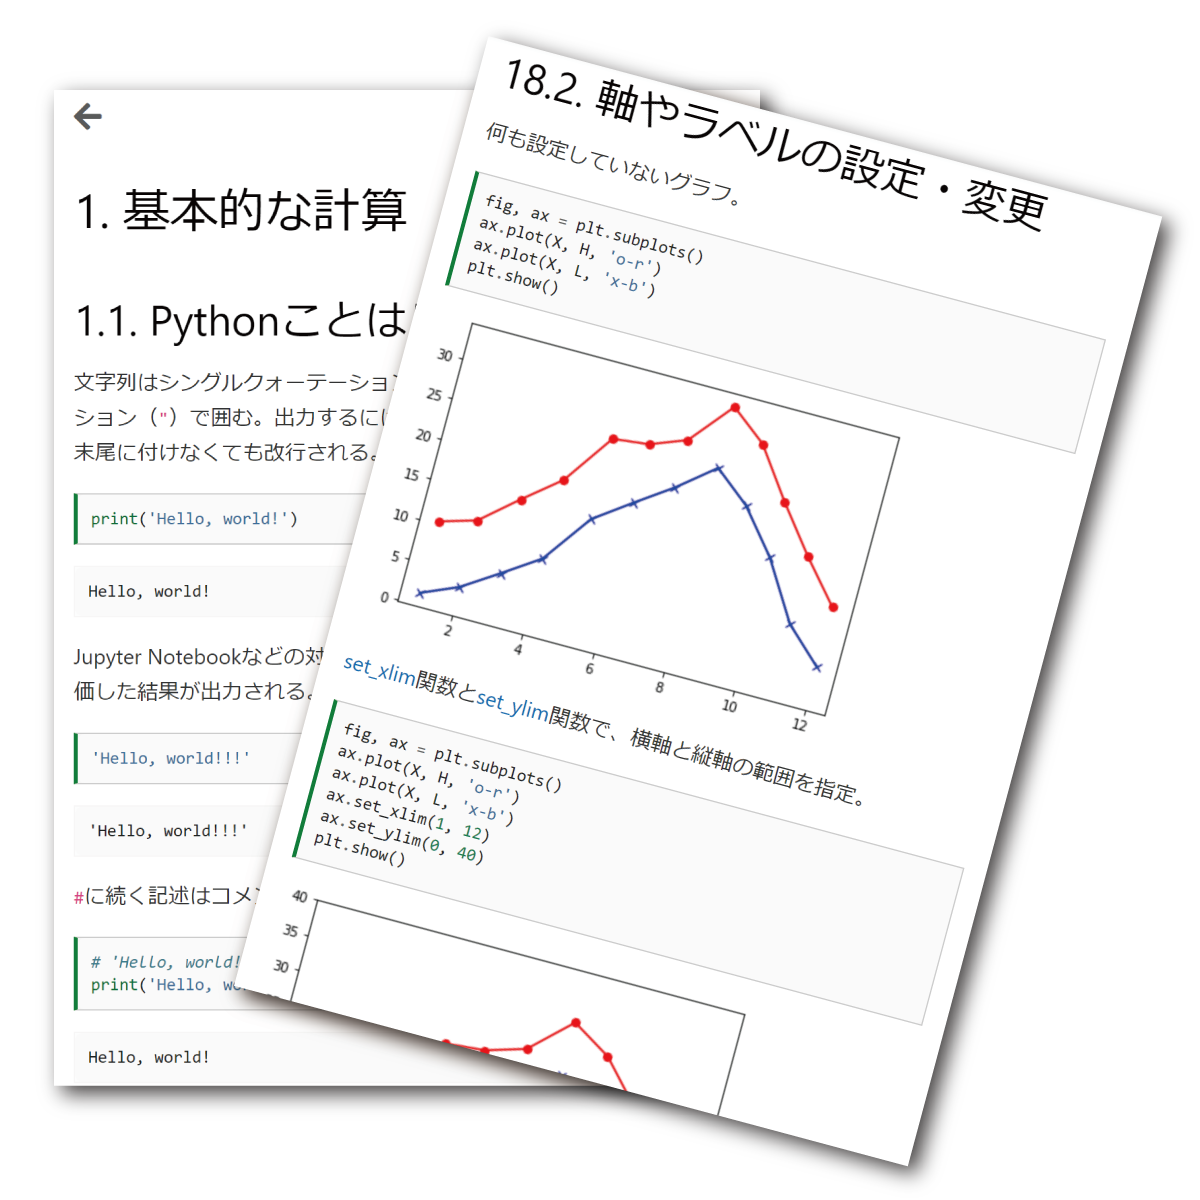 1. 基本的な計算
1.1. Pythonことは
文字列はシングルクォーテーション
ション（"）で囲む。出力するには
末尾に付けなくても改行される。
print('Hello, world!')
Hello, world!
Jupyter Notebookなどの対
価した結果が出力される。
'Hello, world!!!'
'Hello, world!!!'
#に続く記述はコメン
# 'Hello, world!
print('Hello, wo
Hello, world!
18.2. 軸やラベルの設定・変更
何も設定していないグラフ。
fig, ax = plt.subplots()
ax.plot(X, H, 'o-r')
ax.plot(X, L, 'x-b')
plt.show()
30
25
20
15
10
5
0
2 4 6 8 10 12
set_xlim関数とset_ylim関数で、横軸と縦軸の範囲を指定。
fig, ax = plt.subplots()
ax.plot(X, H, 'o-r')
ax.plot(X, L, 'x-b')
ax.set_xlim(1, 12)
ax.set_ylim(0, 40)
plt.show()
40
35
30